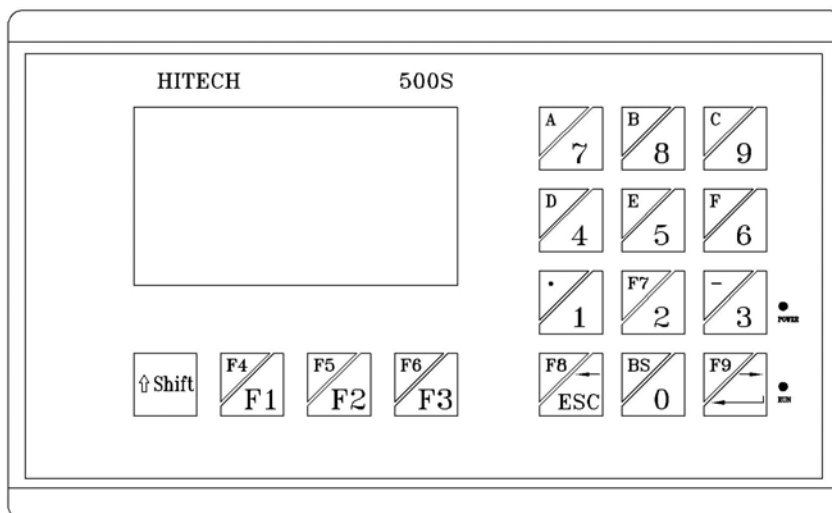 HITECH 500S
A B C
7 8 9
D E F
4 5 6
. F7 -
1 2 3
POWER
F4 F5 F6 F8 BS F9
Shift F1 F2 F3 ESC 0
RUN